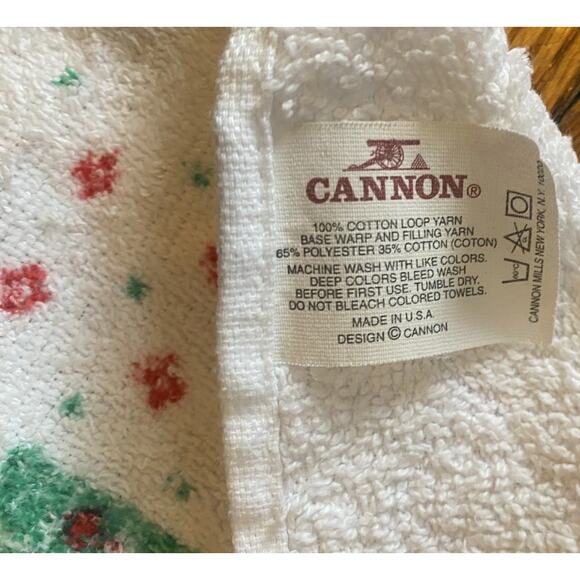 CANNON®
100% COTTON LOOP YARN
BASE WARP AND FILLING YARN
65% POLYESTER 35% COTTON (COTON)
MACHINE WASH WITH LIKE COLORS.
DEEP COLORS BLEED WASH
BEFORE FIRST USE. TUMBLE DRY.
DO NOT BLEACH COLORED TOWELS.
MADE IN U.S.A.
DESIGN © CANNON
CANNON MILLS NEW YORK, N.Y.